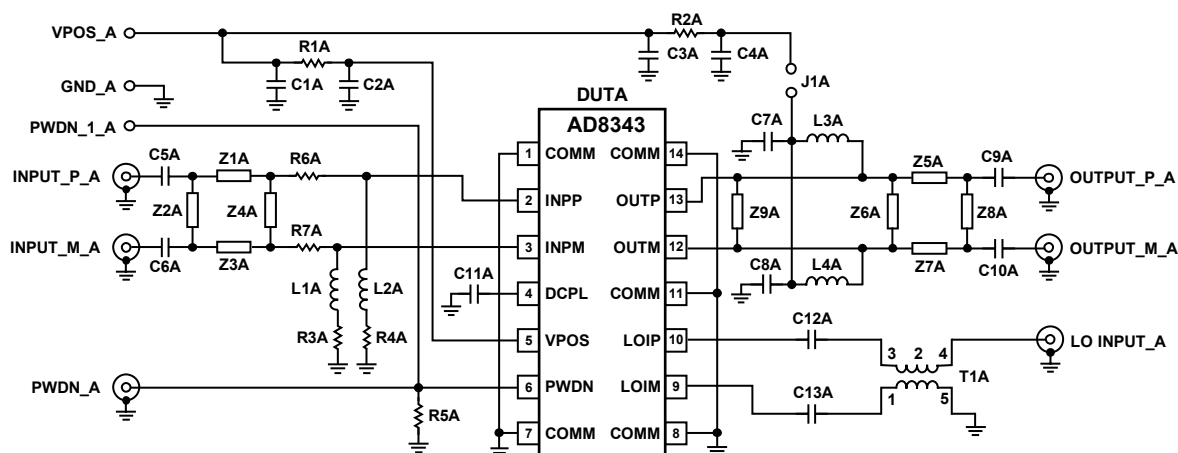 VPOS_A
R2A
R1A
C3A
C4A
C1A
C2A
J1A
GND_A
DUTA
PWDN_1_A
AD8343
C7A
L3A
C5A
Z1A
R6A
1
COMM
COMM
14
Z5A
C9A
INPUT_P_A
OUTPUT_P_A
Z2A
Z4A
2
INPP
OUTP
13
Z9A
Z6A
Z8A
R7A
INPUT_M_A
3
INPM
OUTM
12
OUTPUT_M_A
C6A
Z3A
Z7A
C10A
C11A
C8A
L4A
L1A
L2A
4
DCPL
COMM
11
C12A
R3A
R4A
5
VPOS
LOIP
10
3
2
4
LO INPUT_A
T1A
PWDN_A
6
PWDN
LOIM
9
C13A
1
5
R5A
7
COMM
COMM
8